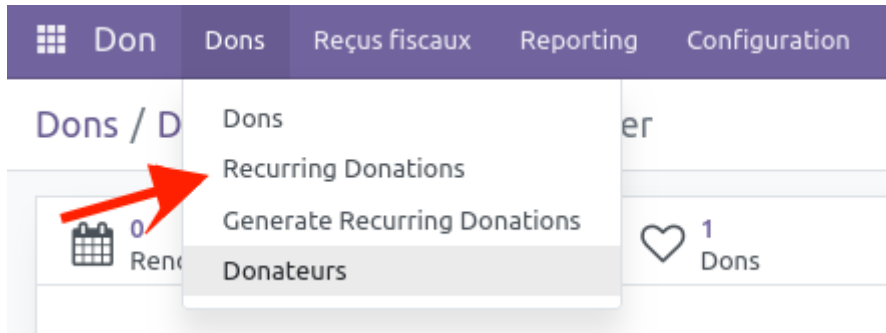 Don Dons Reçus fiscaux Reporting Configuration
Dons / D er
Dons
Recurring Donations
Generate Recurring Donations
Donateurs
0
1
Dons